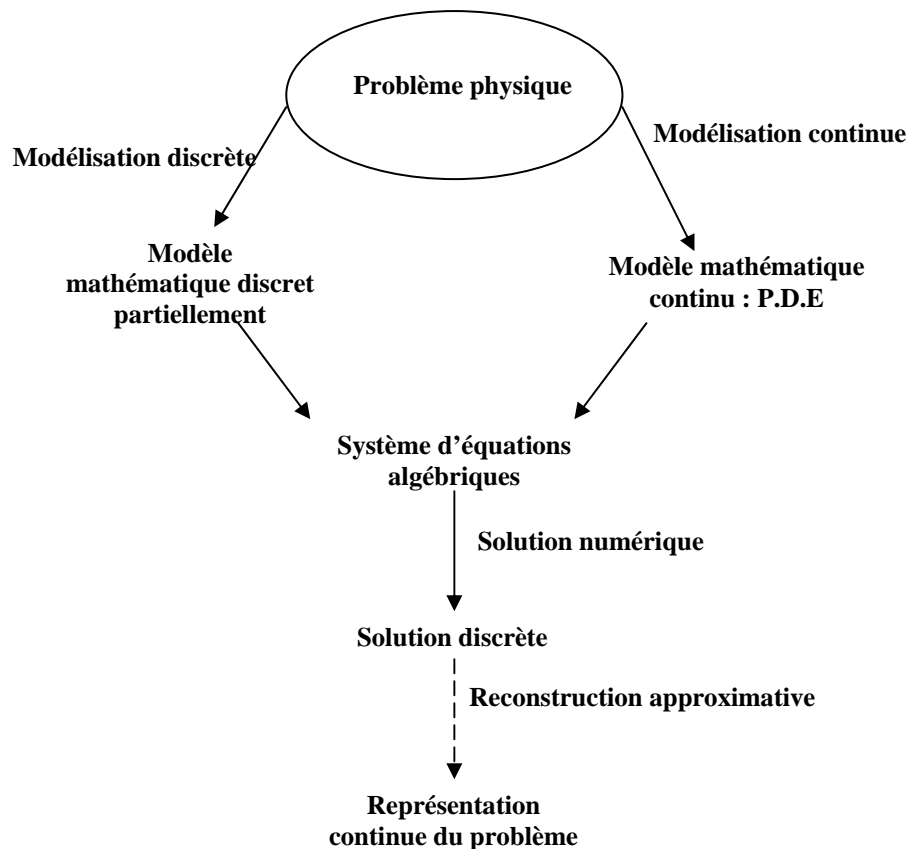 Problème physique
Modélisation continue
Modélisation discrète
Modèle
mathématique discret
partiellement
Modèle mathématique
continu : P.D.E
Système d’équations
algébriques
Solution numérique
Solution discrète
Reconstruction approximative
Représentation
continue du problème